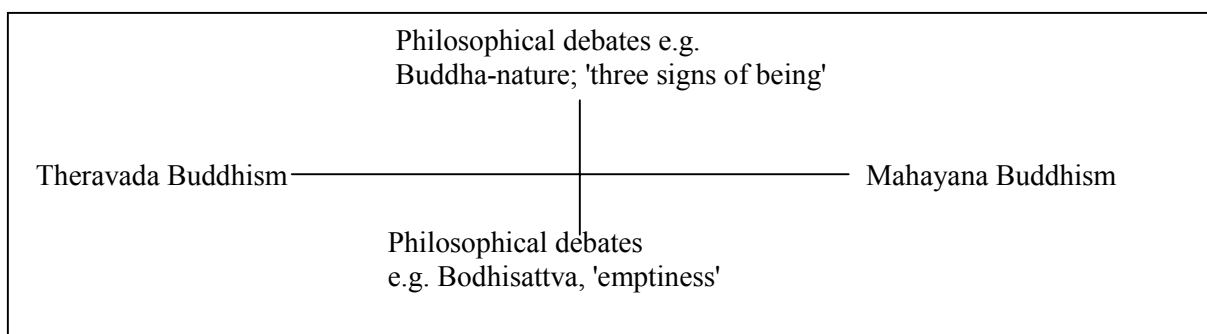 Philosophical debates e.g.
Buddha-nature; 'three signs of being'
Theravada Buddhism
Mahayana Buddhism
Philosophical debates
e.g. Bodhisattva, 'emptiness'